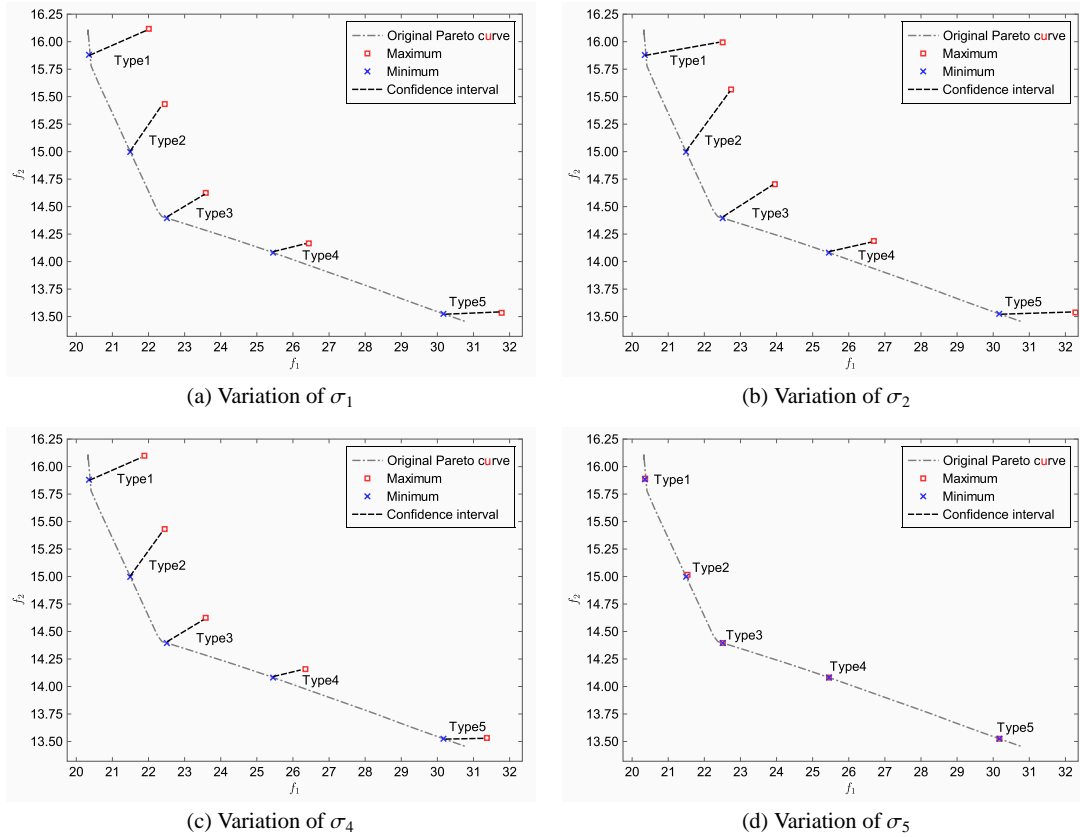 16.25
16.00
15.75
15.50
15.25
15.00
14.75
14.50
14.25
14.00
13.75
13.50
f2
20 21 22 23 24 25 26 27 28 29 30 31 32
f1
Original Pareto curve
Maximum
Minimum
Confidence interval
Type1
Type2
Type3
Type4
Type5
(a) Variation of σ1
16.25
16.00
15.75
15.50
15.25
15.00
14.75
14.50
14.25
14.00
13.75
13.50
f2
20 21 22 23 24 25 26 27 28 29 30 31 32
f1
Original Pareto curve
Maximum
Minimum
Confidence interval
Type1
Type2
Type3
Type4
Type5
(b) Variation of σ2
16.25
16.00
15.75
15.50
15.25
15.00
14.75
14.50
14.25
14.00
13.75
13.50
f2
20 21 22 23 24 25 26 27 28 29 30 31 32
f1
Original Pareto curve
Maximum
Minimum
Confidence interval
Type1
Type2
Type3
Type4
Type5
(c) Variation of σ4
16.25
16.00
15.75
15.50
15.25
15.00
14.75
14.50
14.25
14.00
13.75
13.50
f2
20 21 22 23 24 25 26 27 28 29 30 31 32
f1
Original Pareto curve
Maximum
Minimum
Confidence interval
Type1
Type2
Type3
Type4
Type5
(d) Variation of σ5